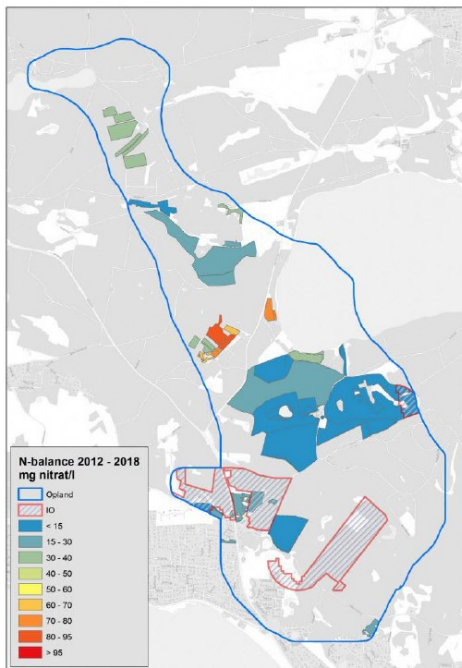 N-balance 2012 - 2018
mg nitrat/l
Opland
IO
< 15
15 - 30
30 - 40
40 - 50
50 - 60
60 - 70
70 - 80
80 - 95
> 95